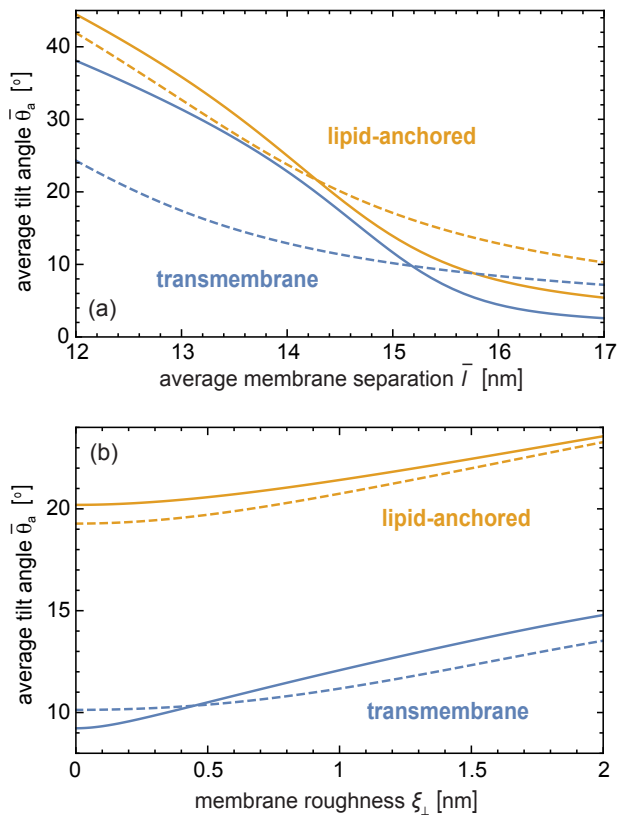 average tilt angle θ̄ₐ [°]
40
30
20
10
0
lipid-anchored
transmembrane
(a)
12 13 14 15 16 17
average membrane separation l̄ [nm]
(b)
average tilt angle θ̄ₐ [°]
20
15
10
lipid-anchored
transmembrane
0 0.5 1 1.5 2
membrane roughness ξ⊥ [nm]